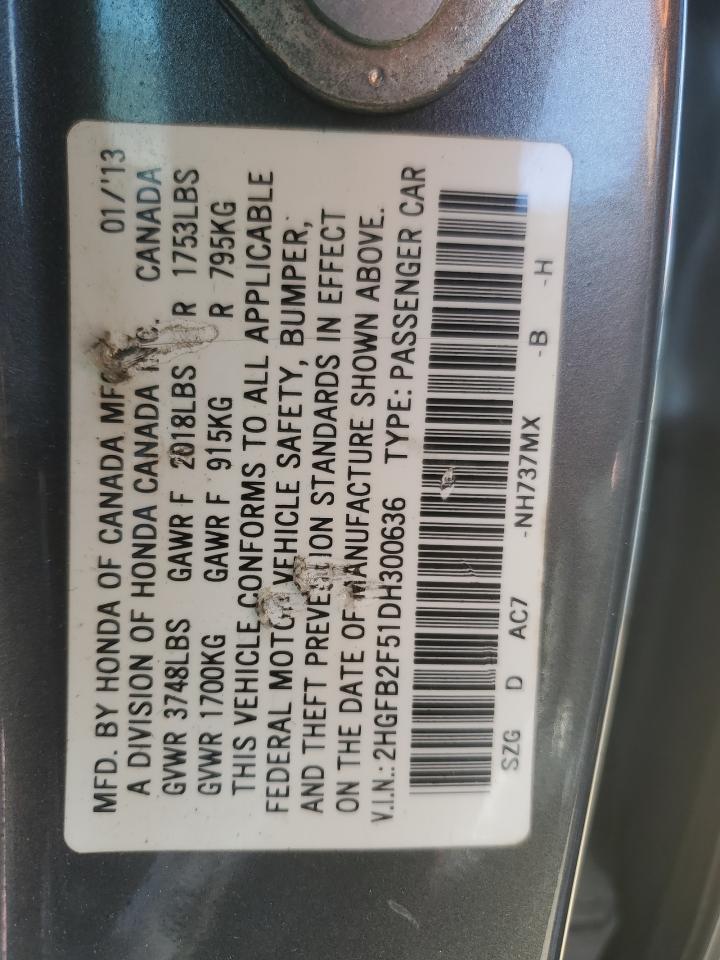 MFD. BY HONDA OF CANADA MFG. 01/'13
A DIVISION OF HONDA CANADA INC. CANADA
GVWR 3748LBS GAWR F 2018LBS R 1753LBS
GVWR 1700KG GAWR F 915KG R 795KG
THIS VEHICLE CONFORMS TO ALL APPLICABLE
FEDERAL MOTOR VEHICLE SAFETY, BUMPER,
AND THEFT PREVENTION STANDARDS IN EFFECT
ON THE DATE OF MANUFACTURE SHOWN ABOVE.
V.I.N.: 2HGFB2F51DH300636 TYPE: PASSENGER CAR
SZG D AC7 -NH737MX -B -H